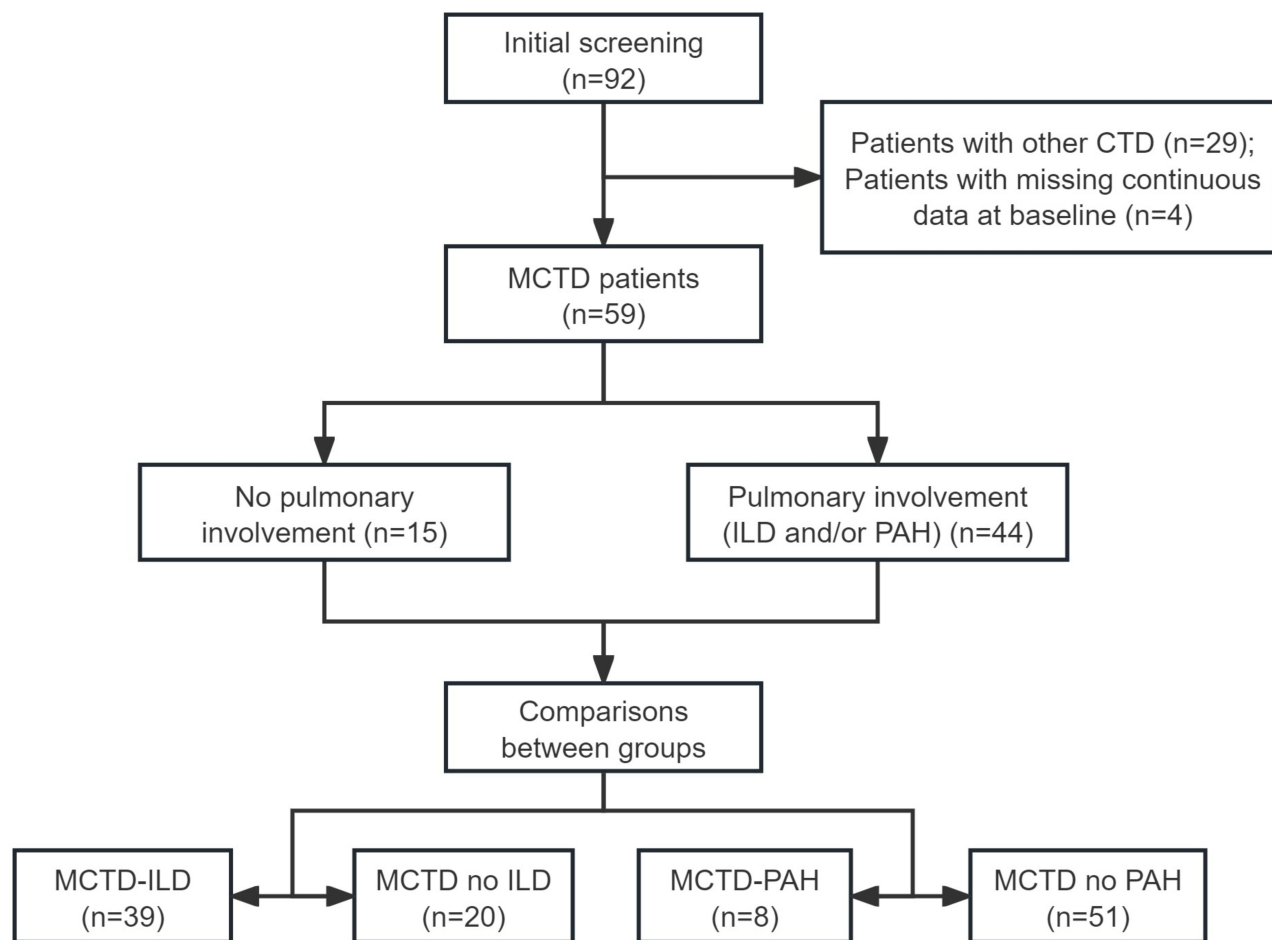 Initial screening
(n=92)
Patients with other CTD (n=29);
Patients with missing continuous
data at baseline (n=4)
MCTD patients
(n=59)
No pulmonary
involvement (n=15)
Pulmonary involvement
(ILD and/or PAH) (n=44)
Comparisons
between groups
MCTD-ILD
(n=39)
MCTD no ILD
(n=20)
MCTD-PAH
(n=8)
MCTD no PAH
(n=51)